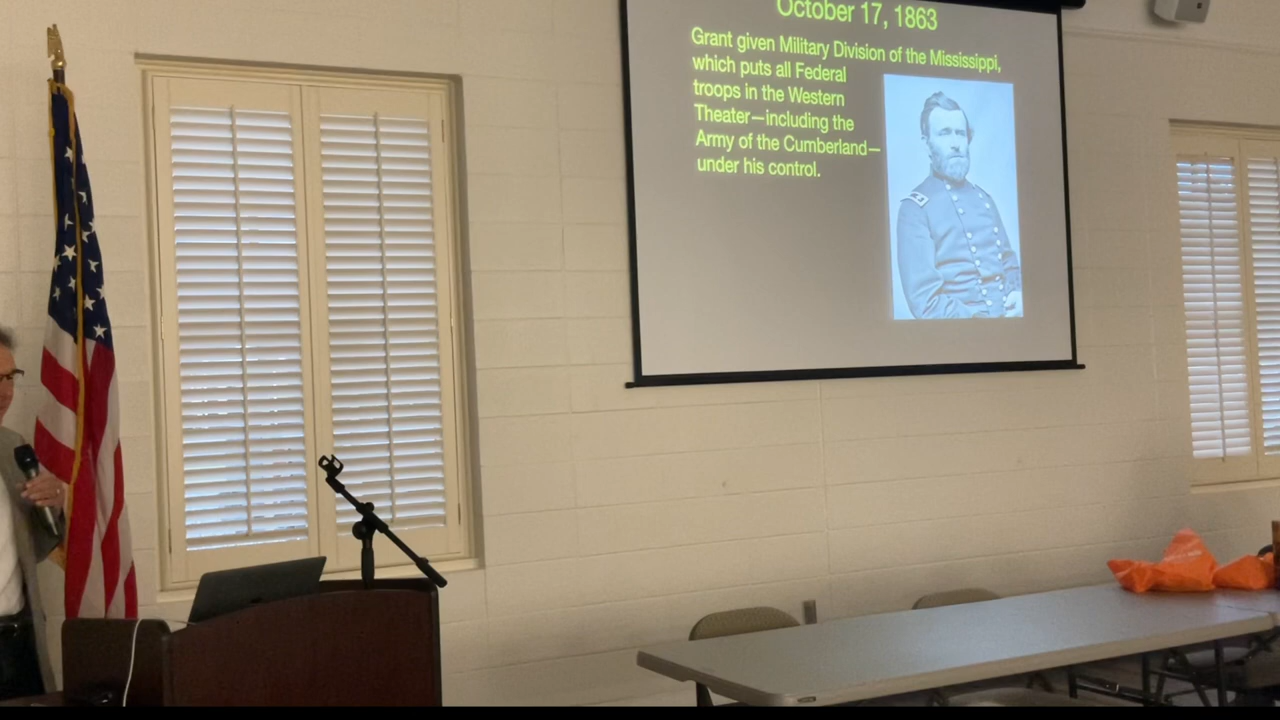 October 17, 1863
Grant given Military Division of the Mississippi,
which puts all Federal
troops in the Western
Theater—including the
Army of the Cumberland—
under his control.